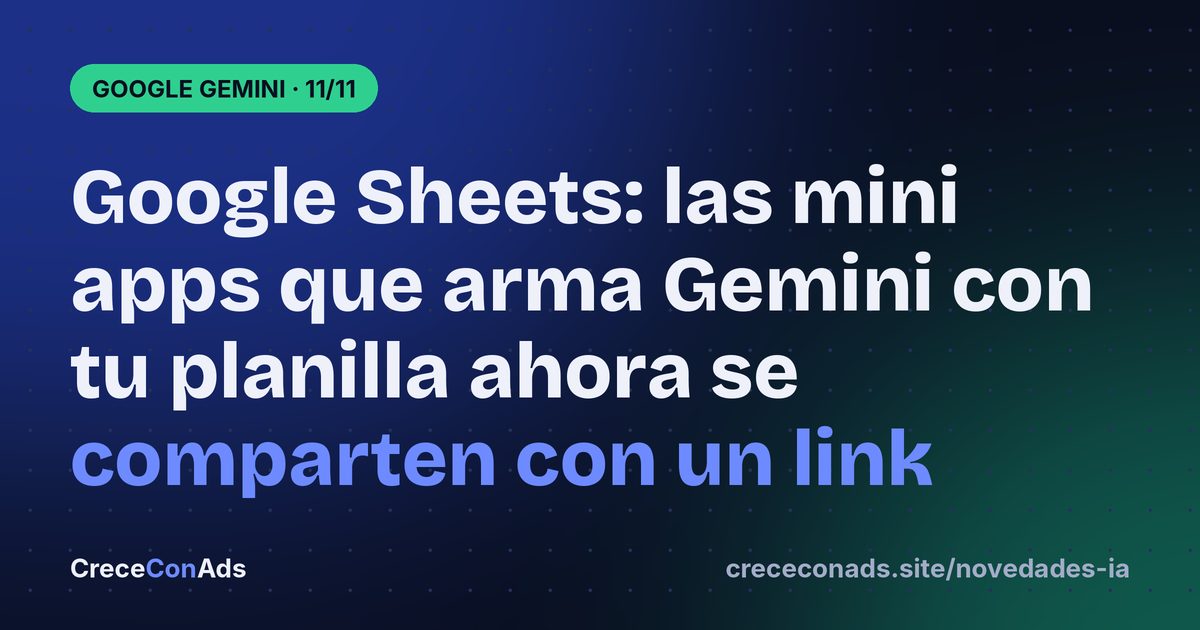 GOOGLE GEMINI · 11/11
Google Sheets: las mini
apps que arma Gemini con
tu planilla ahora se
comparten con un link
CreceConAds
crececonads.site/novedades-ia